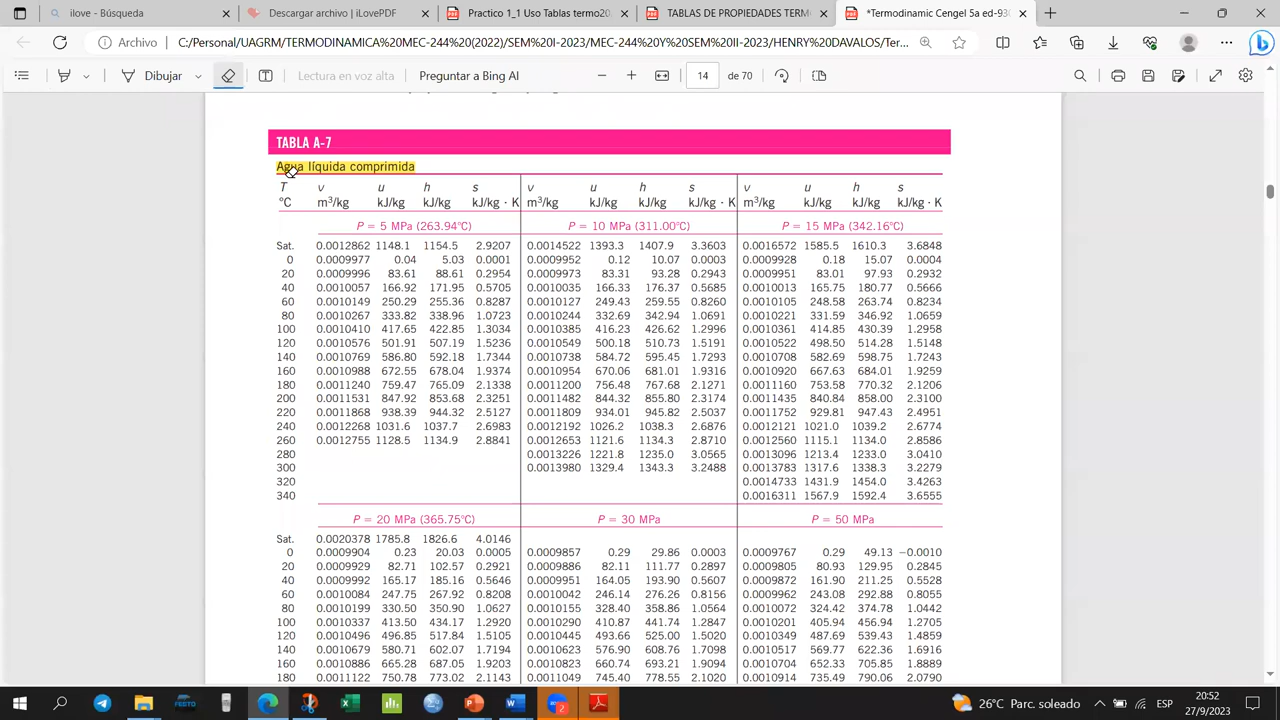 ilove - Búsqueda
Descargar archivo | iLovePDF
Practico 1_1 Uso Tablas termo20
TABLAS DE PROPIEDADES TERM
*Termodinamic Cengel 5a ed-930
Archivo
C:/Personal/UAGRM/TERMODINAMICA%20MEC-244%20(2022)/SEM%20I-2023/MEC-244%20Y%20SEM%20II-2023/HENRY%20DAVALOS/Ter...
Dibujar
Lectura en voz alta
Preguntar a Bing AI
14
de 70
TABLA A-7
Agua líquida comprimida
T v u h s v u h s v u h s
°C m³/kg kJ/kg kJ/kg kJ/kg · K m³/kg kJ/kg kJ/kg kJ/kg · K m³/kg kJ/kg kJ/kg kJ/kg · K
P = 5 MPa (263.94°C) P = 10 MPa (311.00°C) P = 15 MPa (342.16°C)
Sat. 0.0012862 1148.1 1154.5 2.9207 0.0014522 1393.3 1407.9 3.3603 0.0016572 1585.5 1610.3 3.6848
0 0.0009977 0.04 5.03 0.0001 0.0009952 0.12 10.07 0.0003 0.0009928 0.18 15.07 0.0004
20 0.0009996 83.61 88.61 0.2954 0.0009973 83.31 93.28 0.2943 0.0009951 83.01 97.93 0.2932
40 0.0010057 166.92 171.95 0.5705 0.0010035 166.33 176.37 0.5685 0.0010013 165.75 180.77 0.5666
60 0.0010149 250.29 255.36 0.8287 0.0010127 249.43 259.55 0.8260 0.0010105 248.58 263.74 0.8234
80 0.0010267 333.82 338.96 1.0723 0.0010244 332.69 342.94 1.0691 0.0010221 331.59 346.92 1.0659
100 0.0010410 417.65 422.85 1.3034 0.0010385 416.23 426.62 1.2996 0.0010361 414.85 430.39 1.2958
120 0.0010576 501.91 507.19 1.5236 0.0010549 500.18 510.73 1.5191 0.0010522 498.50 514.28 1.5148
140 0.0010769 586.80 592.18 1.7344 0.0010738 584.72 595.45 1.7293 0.0010708 582.69 598.75 1.7243
160 0.0010988 672.55 678.04 1.9374 0.0010954 670.06 681.01 1.9316 0.0010920 667.63 684.01 1.9259
180 0.0011240 759.47 765.09 2.1338 0.0011200 756.48 767.68 2.1271 0.0011160 753.58 770.32 2.1206
200 0.0011531 847.92 853.68 2.3251 0.0011482 844.32 855.80 2.3174 0.0011435 840.84 858.00 2.3100
220 0.0011868 938.39 944.32 2.5127 0.0011809 934.01 945.82 2.5037 0.0011752 929.81 947.43 2.4951
240 0.0012268 1031.6 1037.7 2.6983 0.0012192 1026.2 1038.3 2.6876 0.0012121 1021.0 1039.2 2.6774
260 0.0012755 1128.5 1134.9 2.8841 0.0012653 1121.6 1134.3 2.8710 0.0012560 1115.1 1134.0 2.8586
280 0.0013226 1221.8 1235.0 3.0565 0.0013096 1213.4 1233.0 3.0410
300 0.0013980 1329.4 1343.3 3.2488 0.0013783 1317.6 1338.3 3.2279
320 0.0014733 1431.9 1454.0 3.4263
340 0.0016311 1567.9 1592.4 3.6555
P = 20 MPa (365.75°C) P = 30 MPa P = 50 MPa
Sat. 0.0020378 1785.8 1826.6 4.0146
0 0.0009904 0.23 20.03 0.0005 0.0009857 0.29 29.86 0.0003 0.0009767 0.29 49.13 −0.0010
20 0.0009929 82.71 102.57 0.2921 0.0009886 82.11 111.77 0.2897 0.0009805 80.93 129.95 0.2845
40 0.0009992 165.17 185.16 0.5646 0.0009951 164.05 193.90 0.5607 0.0009872 161.90 211.25 0.5528
60 0.0010084 247.75 267.92 0.8208 0.0010042 246.14 276.26 0.8156 0.0009962 243.08 292.88 0.8055
80 0.0010199 330.50 350.90 1.0627 0.0010155 328.40 358.86 1.0564 0.0010072 324.42 374.78 1.0442
100 0.0010337 413.50 434.17 1.2920 0.0010290 410.87 441.74 1.2847 0.0010201 405.94 456.94 1.2705
120 0.0010496 496.85 517.84 1.5105 0.0010445 493.66 525.00 1.5020 0.0010349 487.69 539.43 1.4859
140 0.0010679 580.71 602.07 1.7194 0.0010623 576.90 608.76 1.7098 0.0010517 569.77 622.36 1.6916
160 0.0010886 665.28 687.05 1.9203 0.0010823 660.74 693.21 1.9094 0.0010704 652.33 705.85 1.8889
180 0.0011122 750.78 773.02 2.1143 0.0011049 745.40 778.55 2.1020 0.0010914 735.49 790.06 2.0790
26°C Parc. soleado
ESP
20:52
27/9/2023